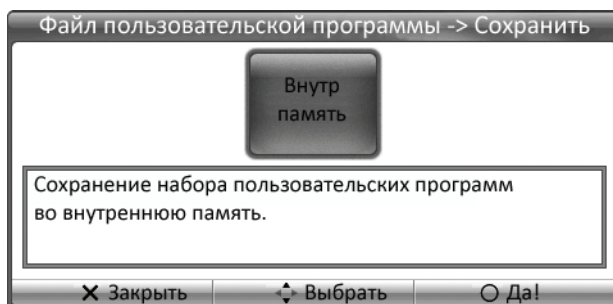 Файл пользовательской программы -> Сохранить
Внутр
память
Сохранение набора пользовательских программ
во внутреннюю память.
Закрыть Выбрать Да!